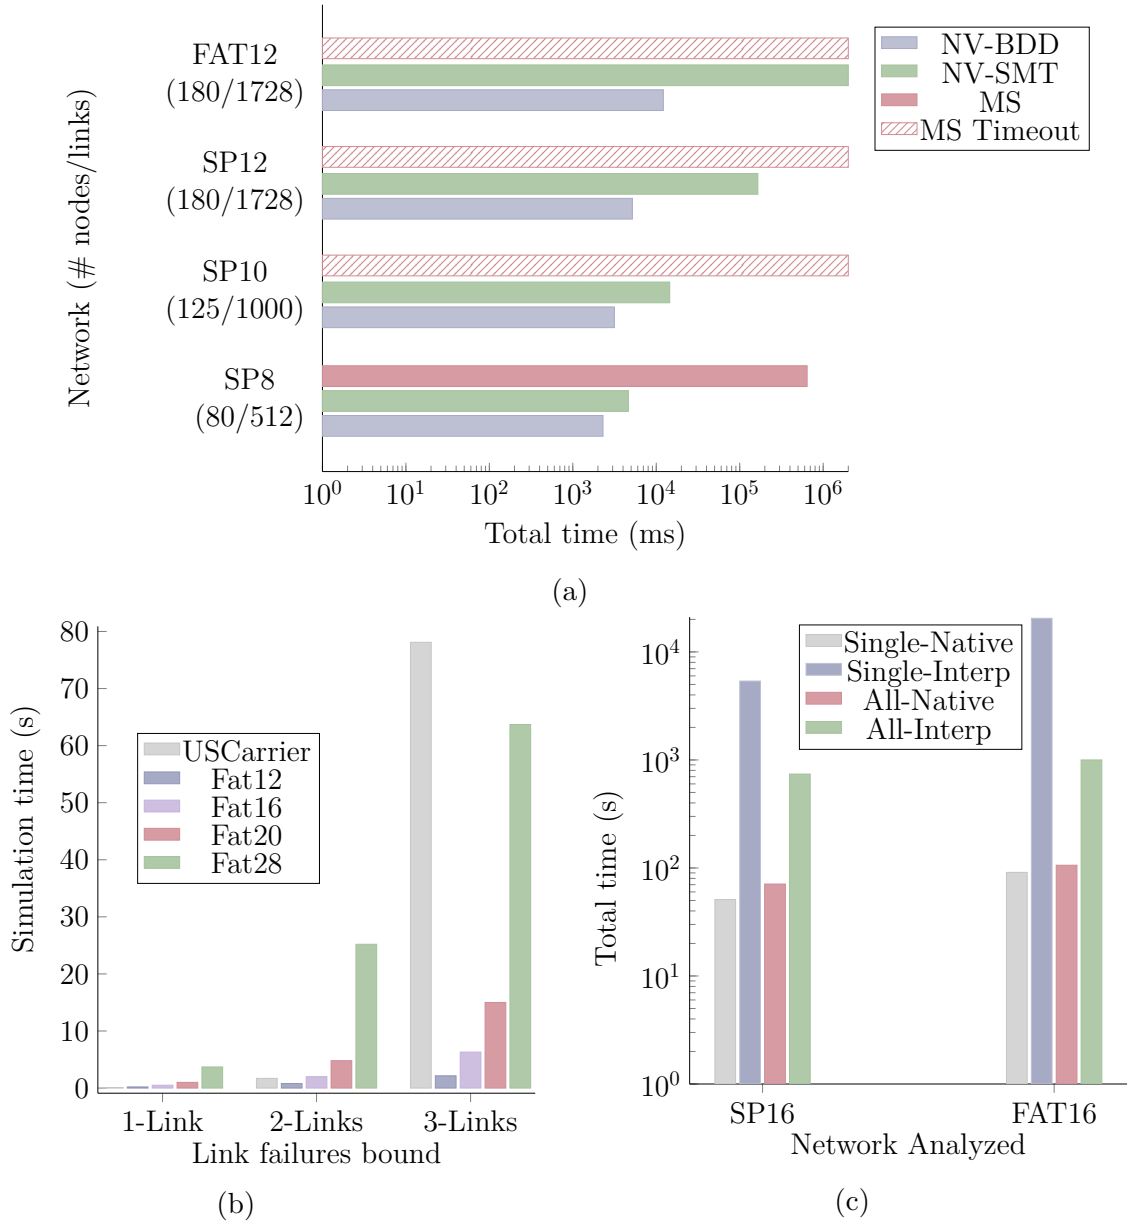 FAT12
(180/1728)
SP12
(180/1728)
SP10
(125/1000)
SP8
(80/512)
Network (# nodes/links)
NV-BDD
NV-SMT
MS
MS Timeout
10^0 10^1 10^2 10^3 10^4 10^5 10^6
Total time (ms)
(a)
80
70
60
50
40
30
20
10
0
Simulation time (s)
USCarrier
Fat12
Fat16
Fat20
Fat28
1-Link 2-Links 3-Links
Link failures bound
(b)
10^4
10^3
10^2
10^1
10^0
Total time (s)
Single-Native
Single-Interp
All-Native
All-Interp
SP16 FAT16
Network Analyzed
(c)